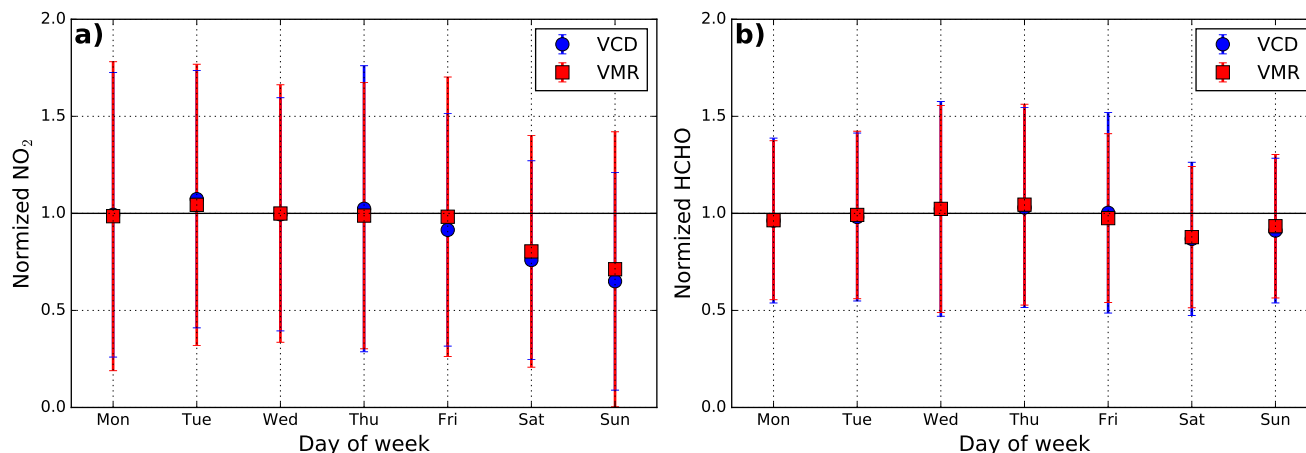 a)
VCD
VMR
2.0
1.5
1.0
0.5
0.0
Normized NO₂
Mon Tue Wed Thu Fri Sat Sun
Day of week
b)
VCD
VMR
2.0
1.5
1.0
0.5
0.0
Normized HCHO
Mon Tue Wed Thu Fri Sat Sun
Day of week